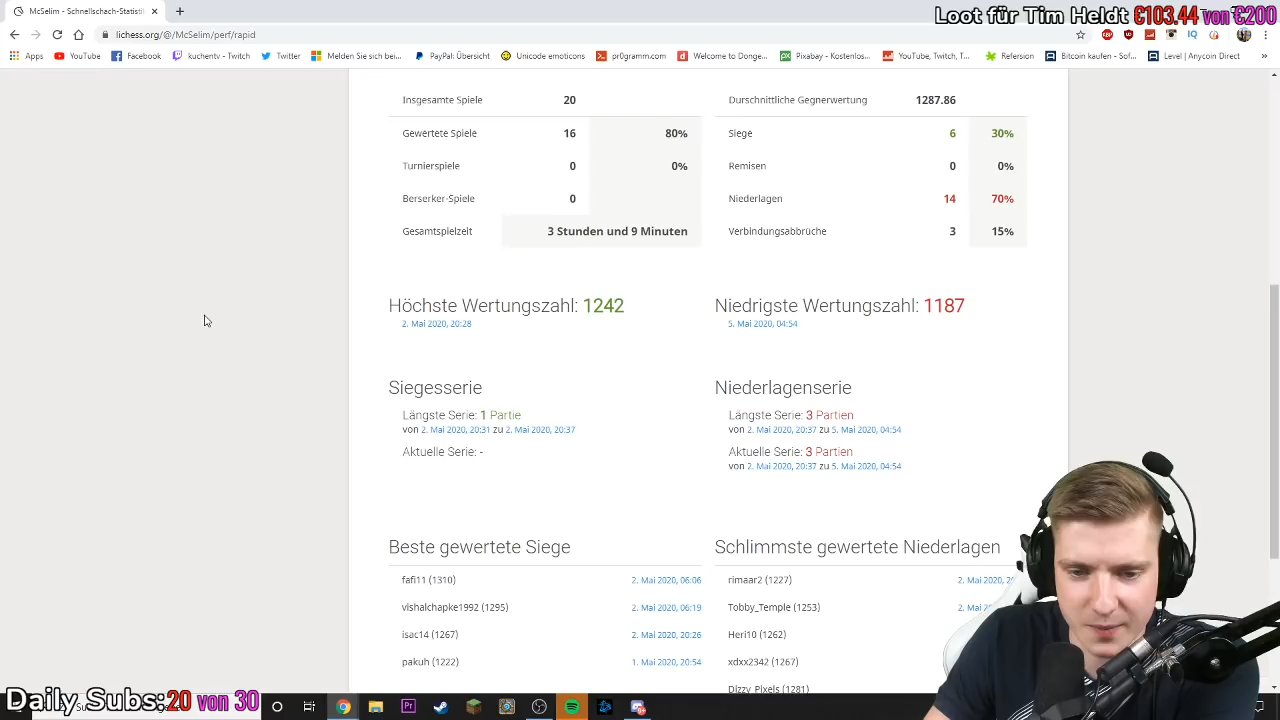 McSelim - Schnellschach-Statisti
Loot für Tim Heldt €103.44 von €200
lichess.org/@/McSelim/perf/rapid
Apps YouTube Facebook kuchentv - Twitch Twitter Melden Sie sich bei... PayPal Übersicht Unicode emoticons pr0gramm.com Welcome to Donge... Pixabay - Kostenlos... YouTube, Twitch, T... Refersion Bitcoin kaufen - Sof... Level | Anycoin Direct »
Insgesamte Spiele 20
Gewertete Spiele 16 80%
Turnierspiele 0 0%
Berserker-Spiele 0
Gesamtspielzeit 3 Stunden und 9 Minuten
Durschnittliche Gegnerwertung 1287.86
Siege 6 30%
Remisen 0 0%
Niederlagen 14 70%
Verbindungsabbrüche 3 15%
Höchste Wertungszahl: 1242
2. Mai 2020, 20:28
Niedrigste Wertungszahl: 1187
5. Mai 2020, 04:54
Siegesserie
Längste Serie: 1 Partie
von 2. Mai 2020, 20:31 zu 2. Mai 2020, 20:37
Aktuelle Serie: -
Niederlagenserie
Längste Serie: 3 Partien
von 2. Mai 2020, 20:37 zu 5. Mai 2020, 04:54
Aktuelle Serie: 3 Partien
von 2. Mai 2020, 20:37 zu 5. Mai 2020, 04:54
Beste gewertete Siege
fafi11 (1310) 2. Mai 2020, 06:06
vishalchapke1992 (1295) 2. Mai 2020, 06:19
isac14 (1267) 2. Mai 2020, 20:26
pakuh (1222) 1. Mai 2020, 20:54
Schlimmste gewertete Niederlagen
rimaar2 (1227) 2. Mai 2020,
Tobby_Temple (1253) 2. Mai
Heri10 (1262)
xdxx2342 (1267)
Dizzy_Pixels (1281)
Daily Subs: 20 von 30